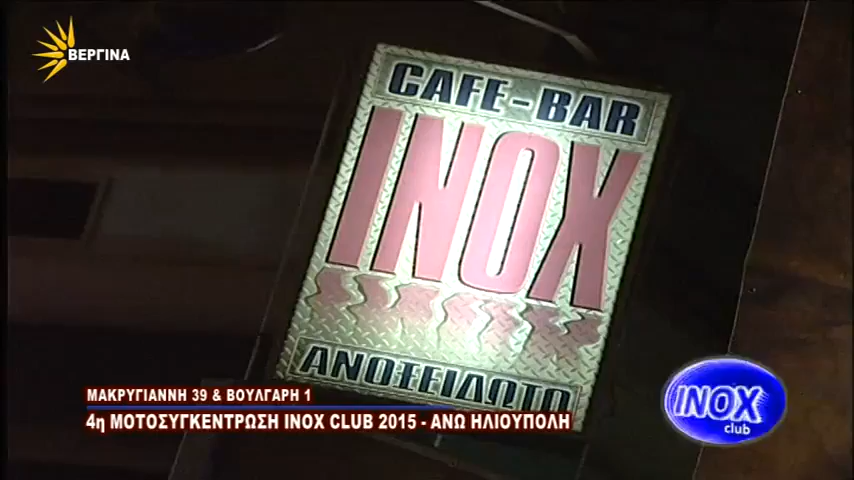 ΒΕΡΓΙΝΑ
CAFE-BAR
INOX
ΑΝΟΞΕΙΔΩΤΟ
ΜΑΚΡΥΓΙΑΝΝΗ 39 & ΒΟΥΛΓΑΡΗ 1
4η ΜΟΤΟΣΥΓΚΕΝΤΡΩΣΗ INOX CLUB 2015 - ΑΝΩ ΗΛΙΟΥΠΟΛΗ
INOX
club